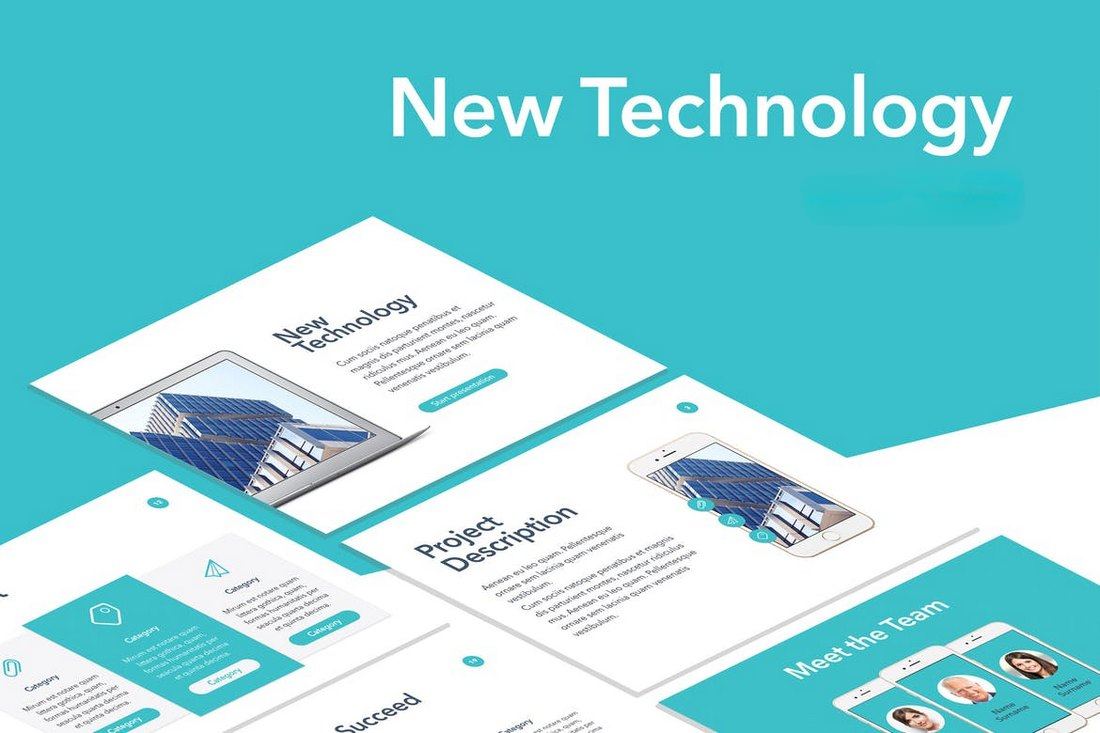 New Technology
New
Technology
Cum sociis natoque penatibus et
magnis dis parturient montes, nascetur
ridiculus mus. Aenean eu leo quam.
Pellentesque ornare sem lacinia quam
venenatis vestibulum.
Start presentation
3
Project
Description
Aenean eu leo quam. Pellentesque
ornare sem lacinia quam venenatis
vestibulum.
Cum sociis natoque penatibus et magnis
dis parturient montes, nascetur ridiculus
mus. Aenean eu leo quam. Pellentesque
ornare sem lacinia quam venenatis
vestibulum.
12
Category
Mirum est notare quam
littera gothica, quam
formas humanitatis per
seacula quarta decima
et quinta decima.
Category
Category
Mirum est notare quam
littera gothica, quam
formas humanitatis per
seacula quarta decima
et quinta decima.
Category
Category
Mirum est notare quam
littera gothica, quam
formas humanitatis per
seacula quarta decima.
et quinta decima.
Category
Succeed
Category
Meet the Team
Name
Surname
Name
Surname